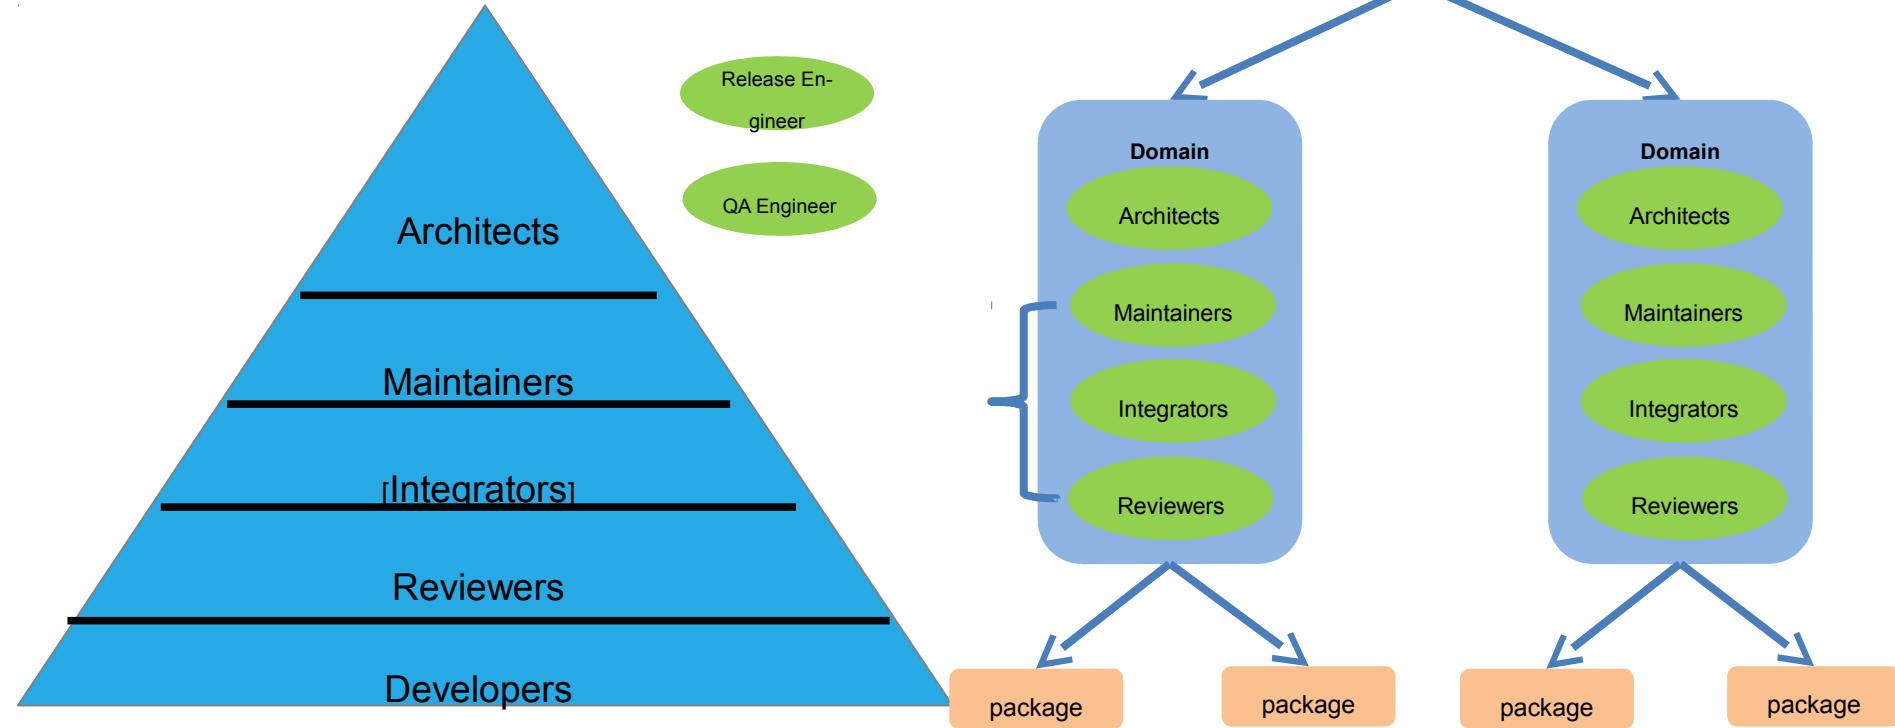 Architects
Maintainers
[Integrators]
Reviewers
Developers
Release En-
gineer
QA Engineer
Domain
Architects
Maintainers
Integrators
Reviewers
package
package
Domain
Architects
Maintainers
Integrators
Reviewers
package
package